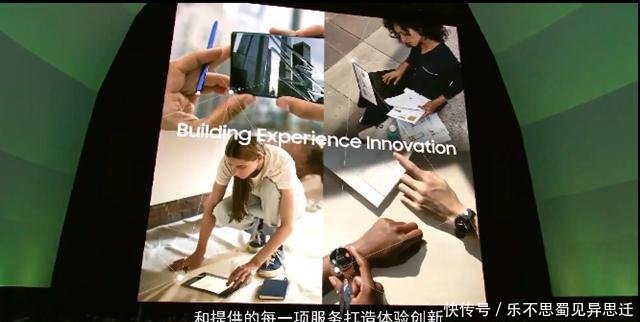 Building Experience Innovation
和提供的每一项服务打造体验创新
快传号/乐不思蜀见异思迁